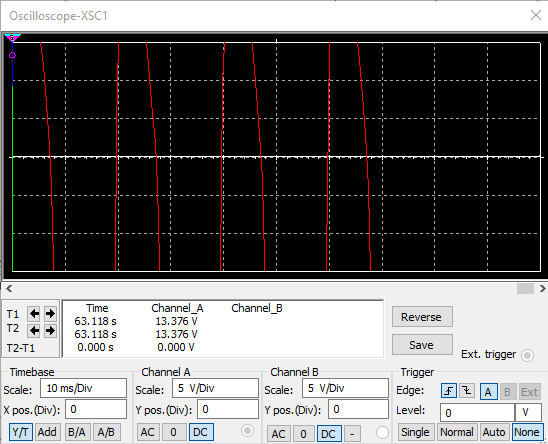 Oscilloscope-XSC1
T1
T2
T2-T1
Time Channel_A Channel_B
63.118 s 13.376 V
63.118 s 13.376 V
0.000 s 0.000 V
Reverse
Save
Ext. trigger
Timebase
Scale: 10 ms/Div
X pos.(Div): 0
Y/T Add B/A A/B
Channel A
Scale: 5 V/Div
Y pos.(Div): 0
AC 0 DC
Channel B
Scale: 5 V/Div
Y pos.(Div): 0
AC 0 DC -
Trigger
Edge: A B Ext
Level: 0 V
Single Normal Auto None